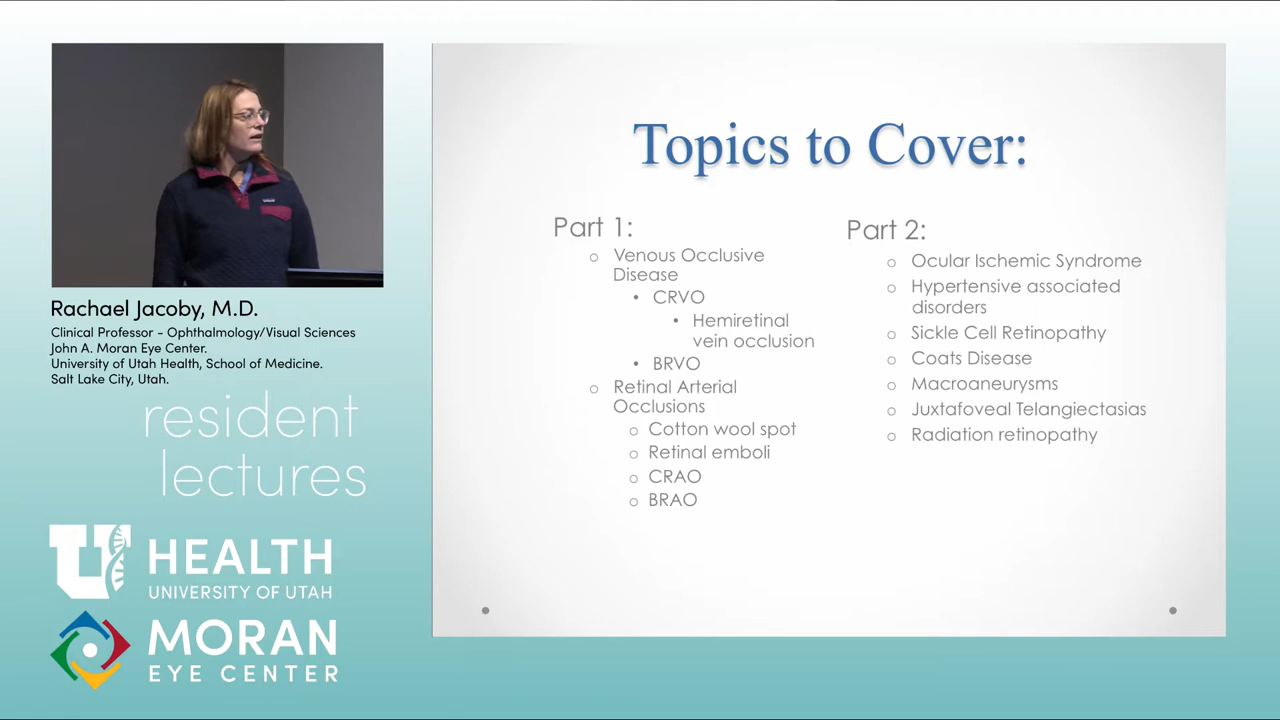 Rachael Jacoby, M.D.
Clinical Professor - Ophthalmology/Visual Sciences
John A. Moran Eye Center.
University of Utah Health, School of Medicine.
Salt Lake City, Utah.
resident
lectures
U HEALTH
UNIVERSITY OF UTAH
MORAN
EYE CENTER
Topics to Cover:
Part 1:
Venous Occlusive
Disease
CRVO
Hemiretinal
vein occlusion
BRVO
Retinal Arterial
Occlusions
Cotton wool spot
Retinal emboli
CRAO
BRAO
Part 2:
Ocular Ischemic Syndrome
Hypertensive associated
disorders
Sickle Cell Retinopathy
Coats Disease
Macroaneurysms
Juxtafoveal Telangiectasias
Radiation retinopathy